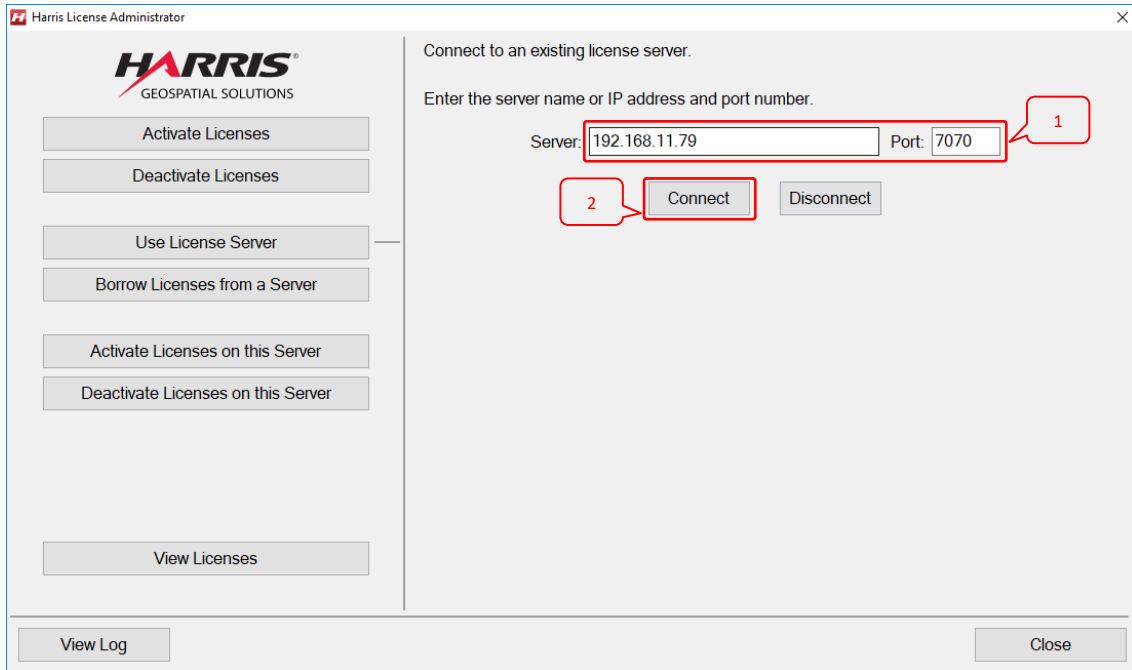 Harris License Administrator
HARRIS®
GEOSPATIAL SOLUTIONS
Activate Licenses
Deactivate Licenses
Use License Server
Borrow Licenses from a Server
Activate Licenses on this Server
Deactivate Licenses on this Server
View Licenses
Connect to an existing license server.
Enter the server name or IP address and port number.
Server: 192.168.11.79 Port: 7070
1
2
Connect Disconnect
View Log Close